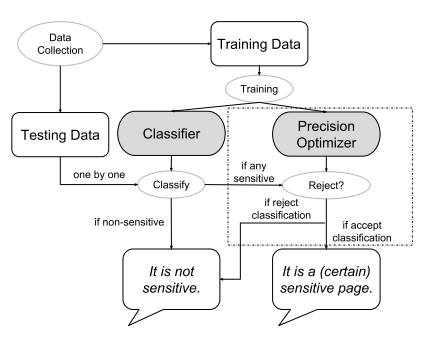 Data
Collection
Training Data
Training
Testing Data
Classifier
Precision
Optimizer
one by one
Classify
if any
sensitive
Reject?
if non-sensitive
if reject
classification
if accept
classification
It is not
sensitive.
It is a (certain)
sensitive page.